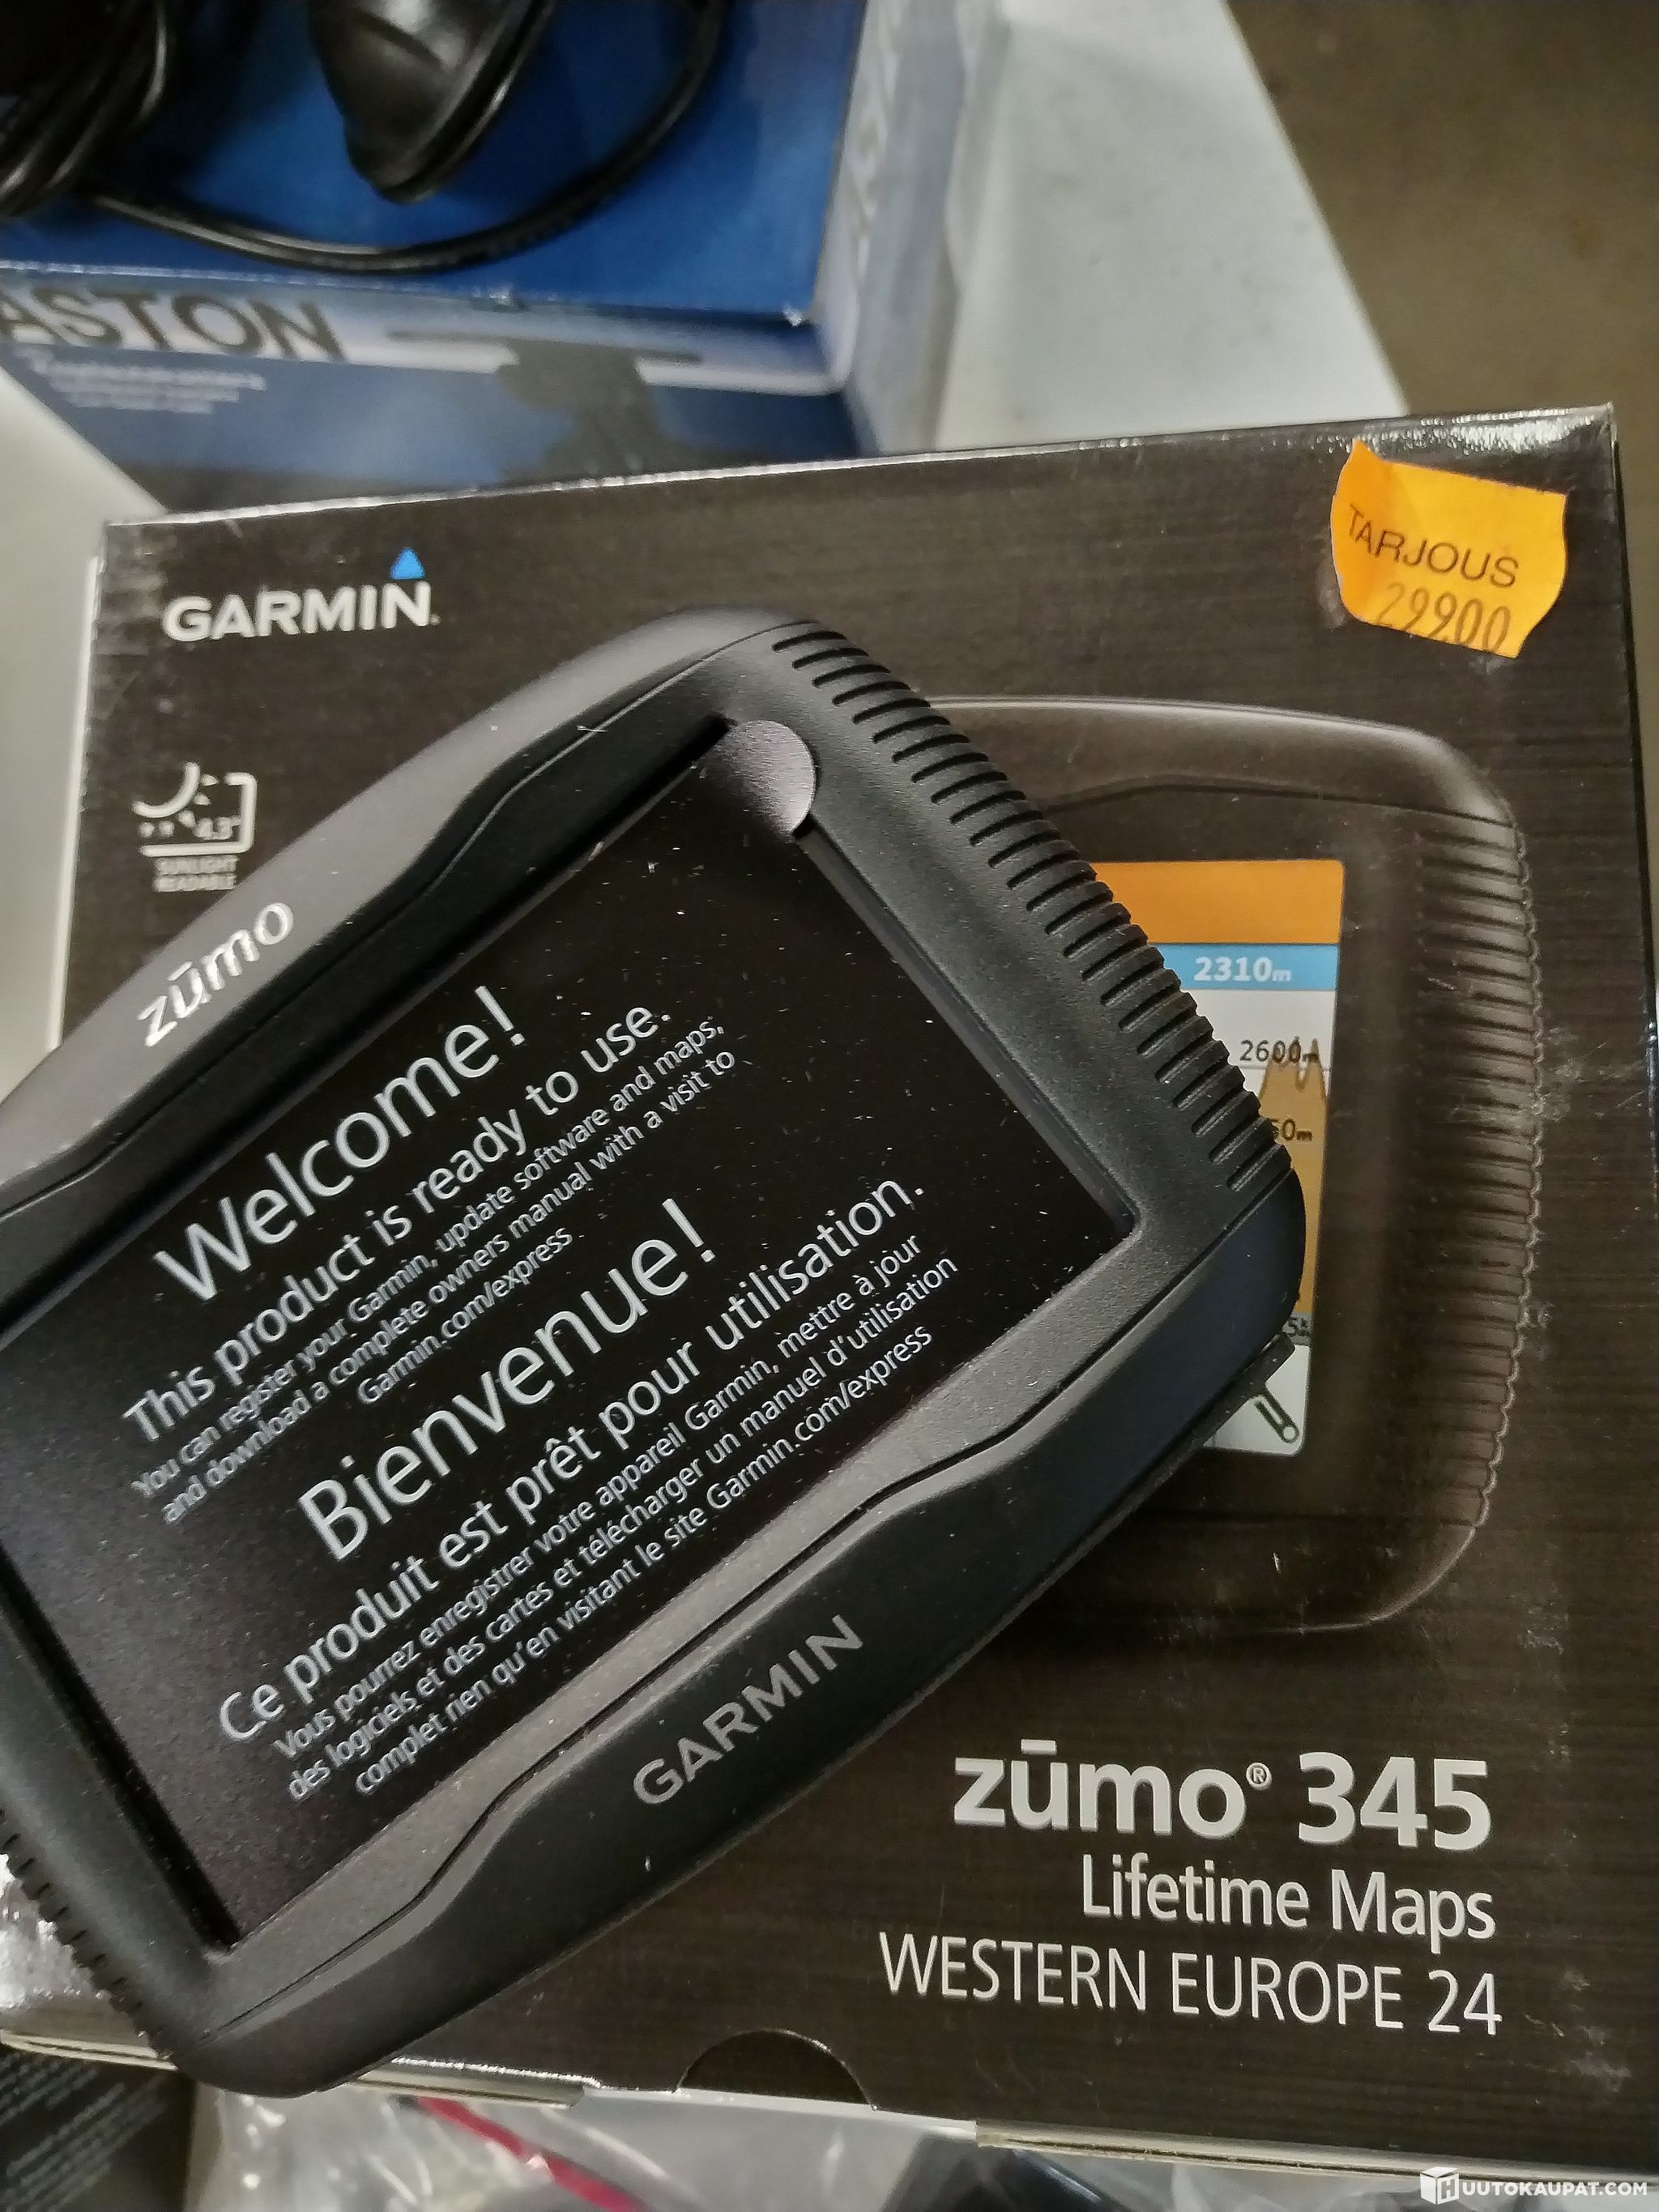 ASTON
GARMIN
TARJOUS
29900
4.3"
SUNLIGHT
READABLE
zūmo
2310m
2600m
Welcome!
This product is ready to use.
You can register your Garmin, update software and maps,
and download a complete owners manual with a visit to
Garmin.com/express
Bienvenue!
Ce produit est prêt pour utilisation.
Vous pourrez enregistrer votre appareil Garmin, mettre à jour
des logiciels et des cartes et télécharger un manuel d'utilisation
complet rien qu'en visitant le site Garmin.com/express
GARMIN
zūmo® 345
Lifetime Maps
WESTERN EUROPE 24
HUUTOKAUPAT.COM